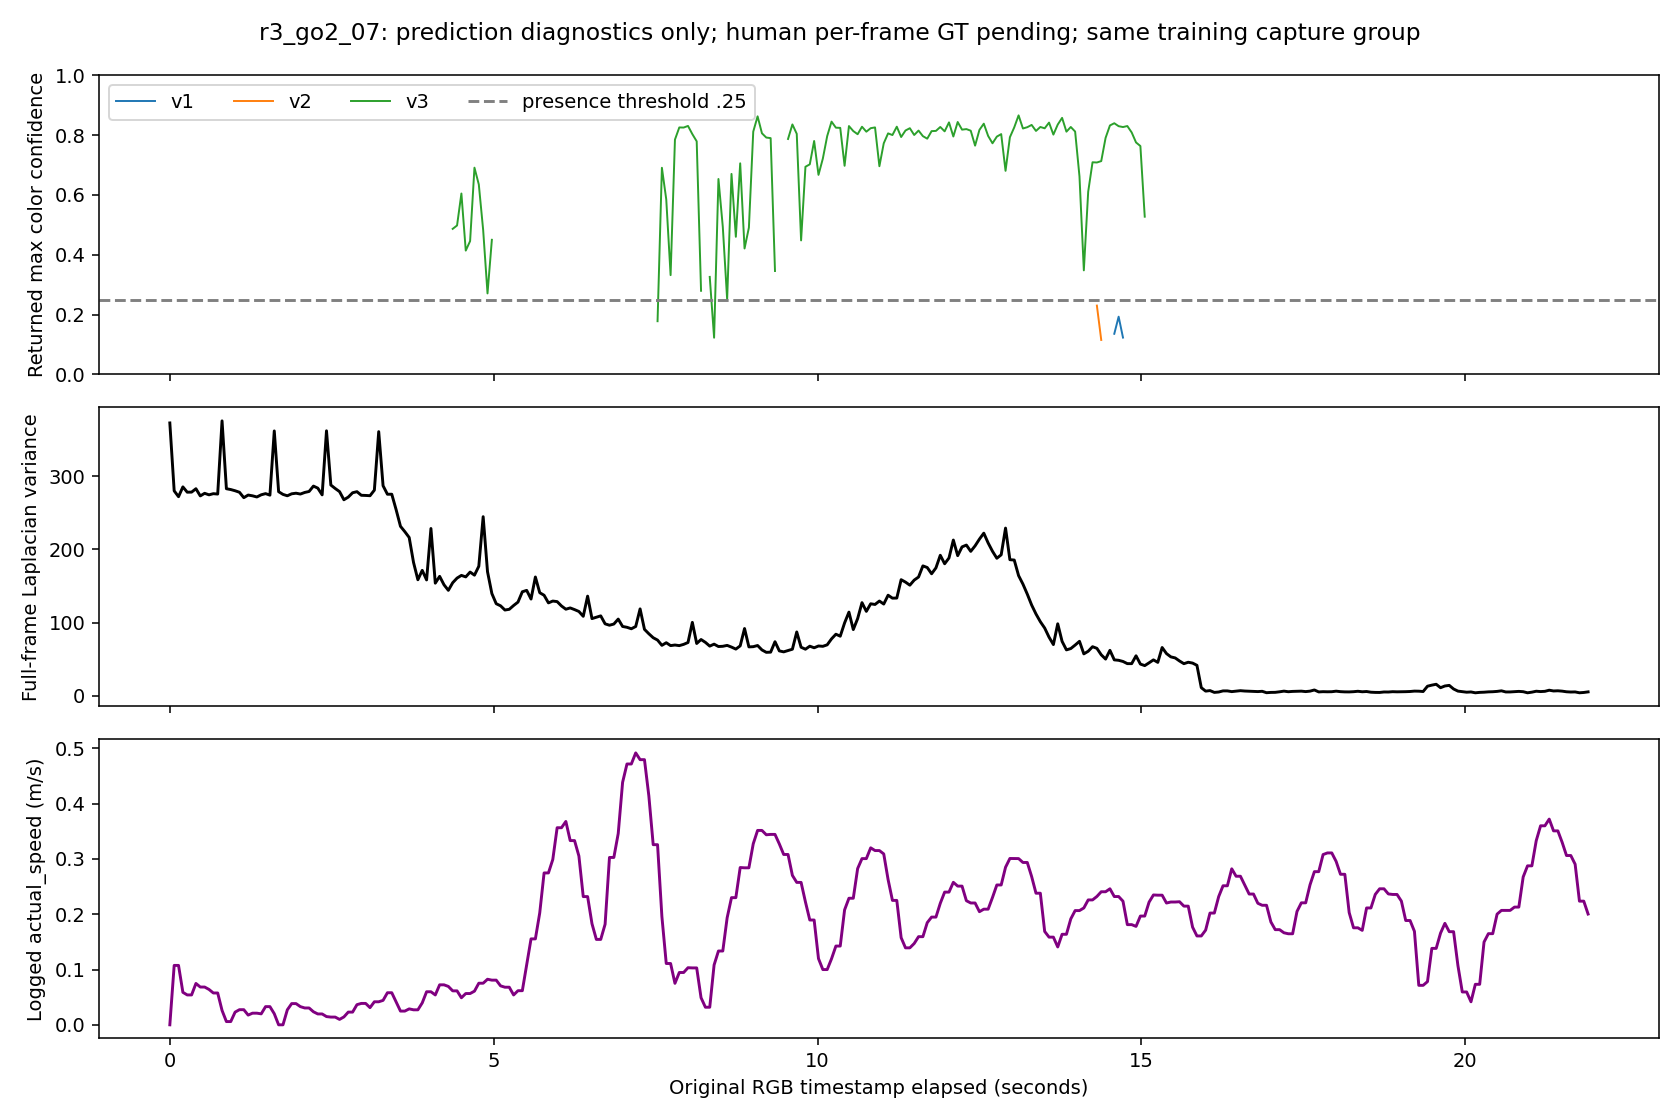 r3_go2_07: prediction diagnostics only; human per-frame GT pending; same training capture group
Returned max color confidence
1.0
0.8
0.6
0.4
0.2
0.0
v1
v2
v3
presence threshold .25
Full-frame Laplacian variance
300
200
100
0
Logged actual_speed (m/s)
0.5
0.4
0.3
0.2
0.1
0.0
0
5
10
15
20
Original RGB timestamp elapsed (seconds)